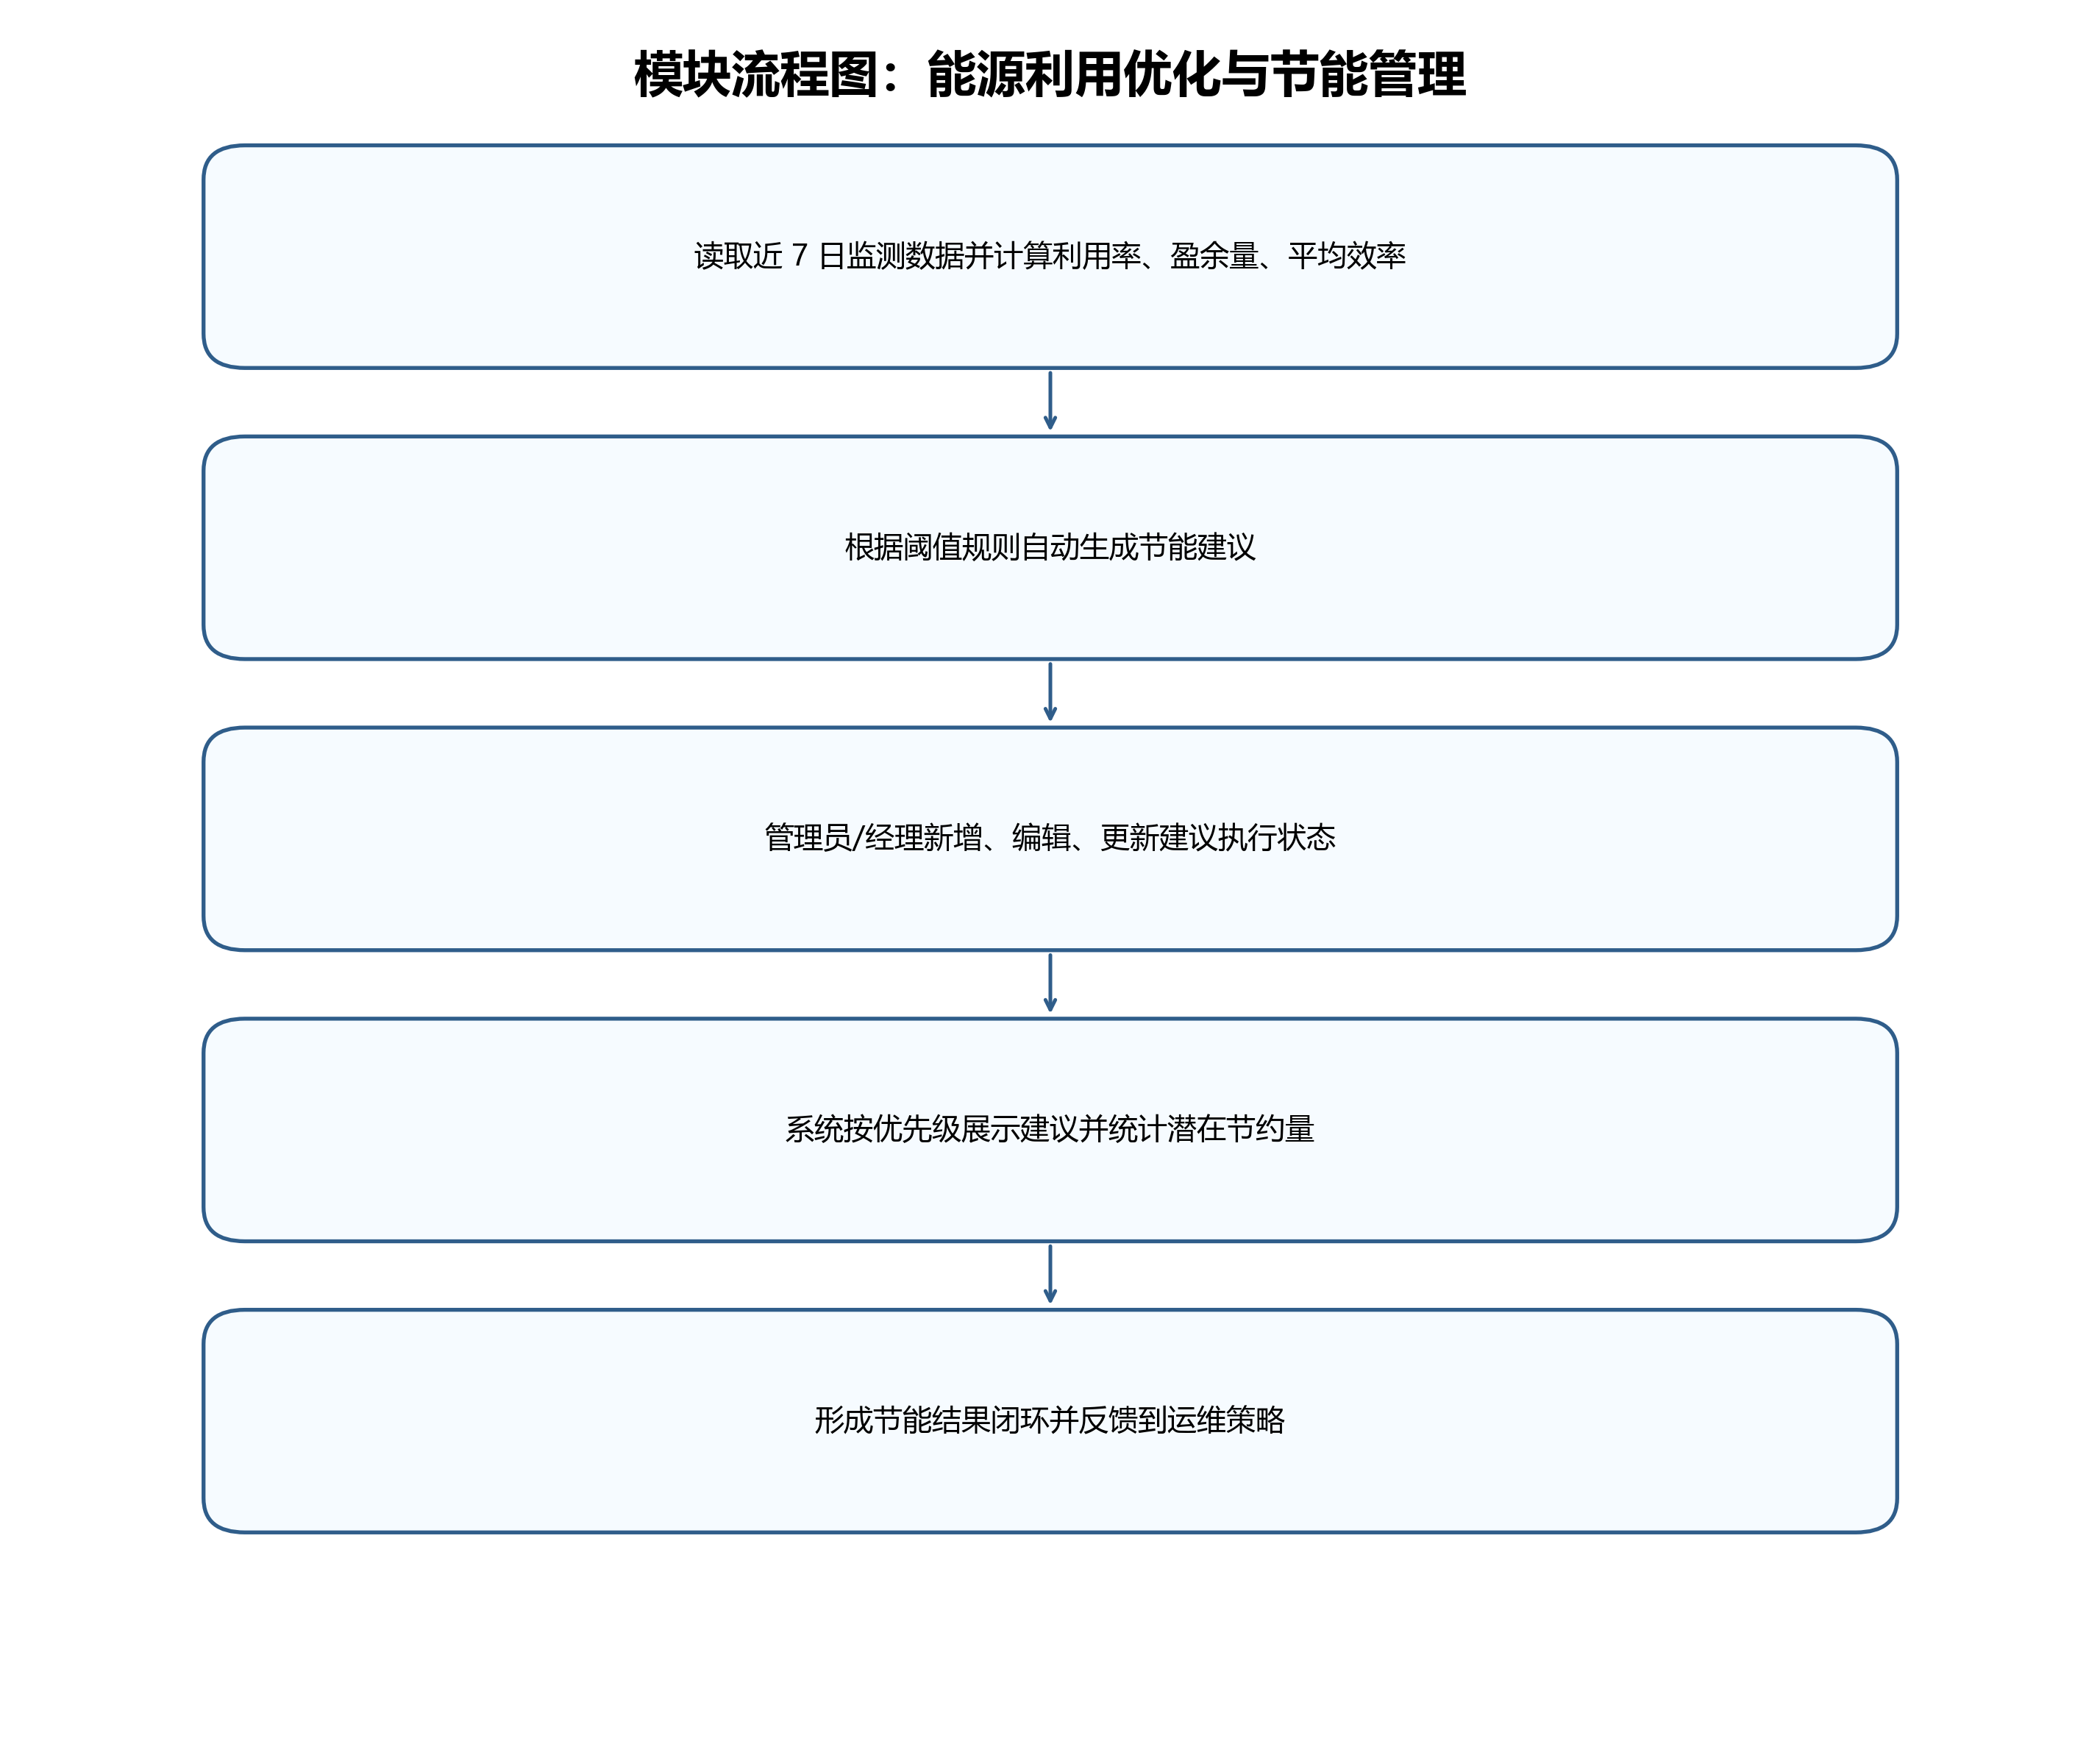 模块流程图：能源利用优化与节能管理
读取近 7 日监测数据并计算利用率、盈余量、平均效率
根据阈值规则自动生成节能建议
管理员/经理新增、编辑、更新建议执行状态
系统按优先级展示建议并统计潜在节约量
形成节能结果闭环并反馈到运维策略